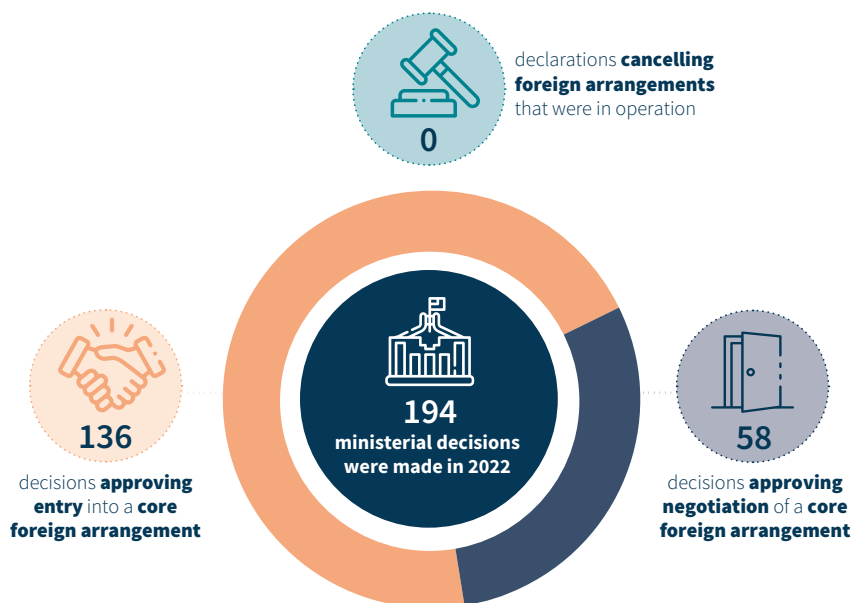 0
declarations cancelling
foreign arrangements
that were in operation
194
ministerial decisions
were made in 2022
136
decisions approving
entry into a core
foreign arrangement
58
decisions approving
negotiation of a core
foreign arrangement